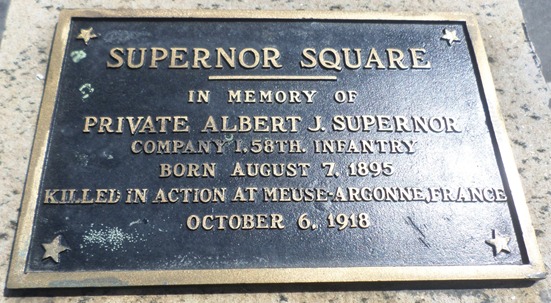 SUPERNOR SQUARE
IN MEMORY OF
PRIVATE ALBERT J. SUPERNOR
COMPANY I. 58TH. INFANTRY
BORN AUGUST 7, 1895
KILLED IN ACTION AT MEUSE-ARGONNE, FRANCE
OCTOBER 6, 1918